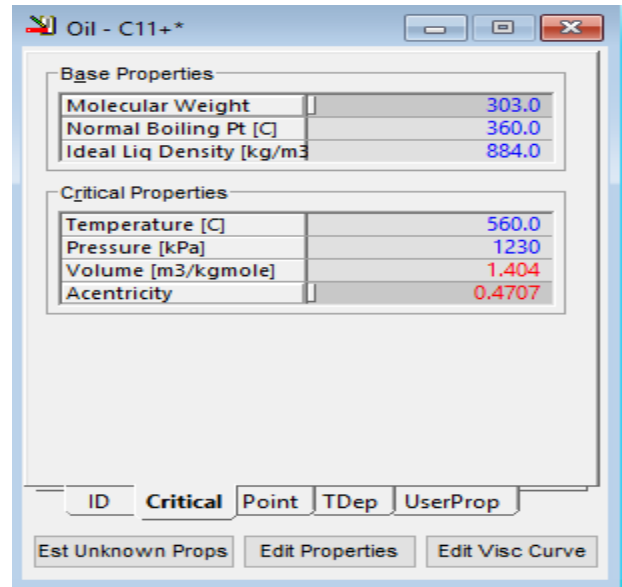 Oil - C11+*
Base Properties
Molecular Weight 303.0
Normal Boiling Pt [C] 360.0
Ideal Liq Density [kg/m3 884.0
Critical Properties
Temperature [C] 560.0
Pressure [kPa] 1230
Volume [m3/kgmole] 1.404
Acentricity 0.4707
ID Critical Point TDep UserProp
Est Unknown Props Edit Properties Edit Visc Curve